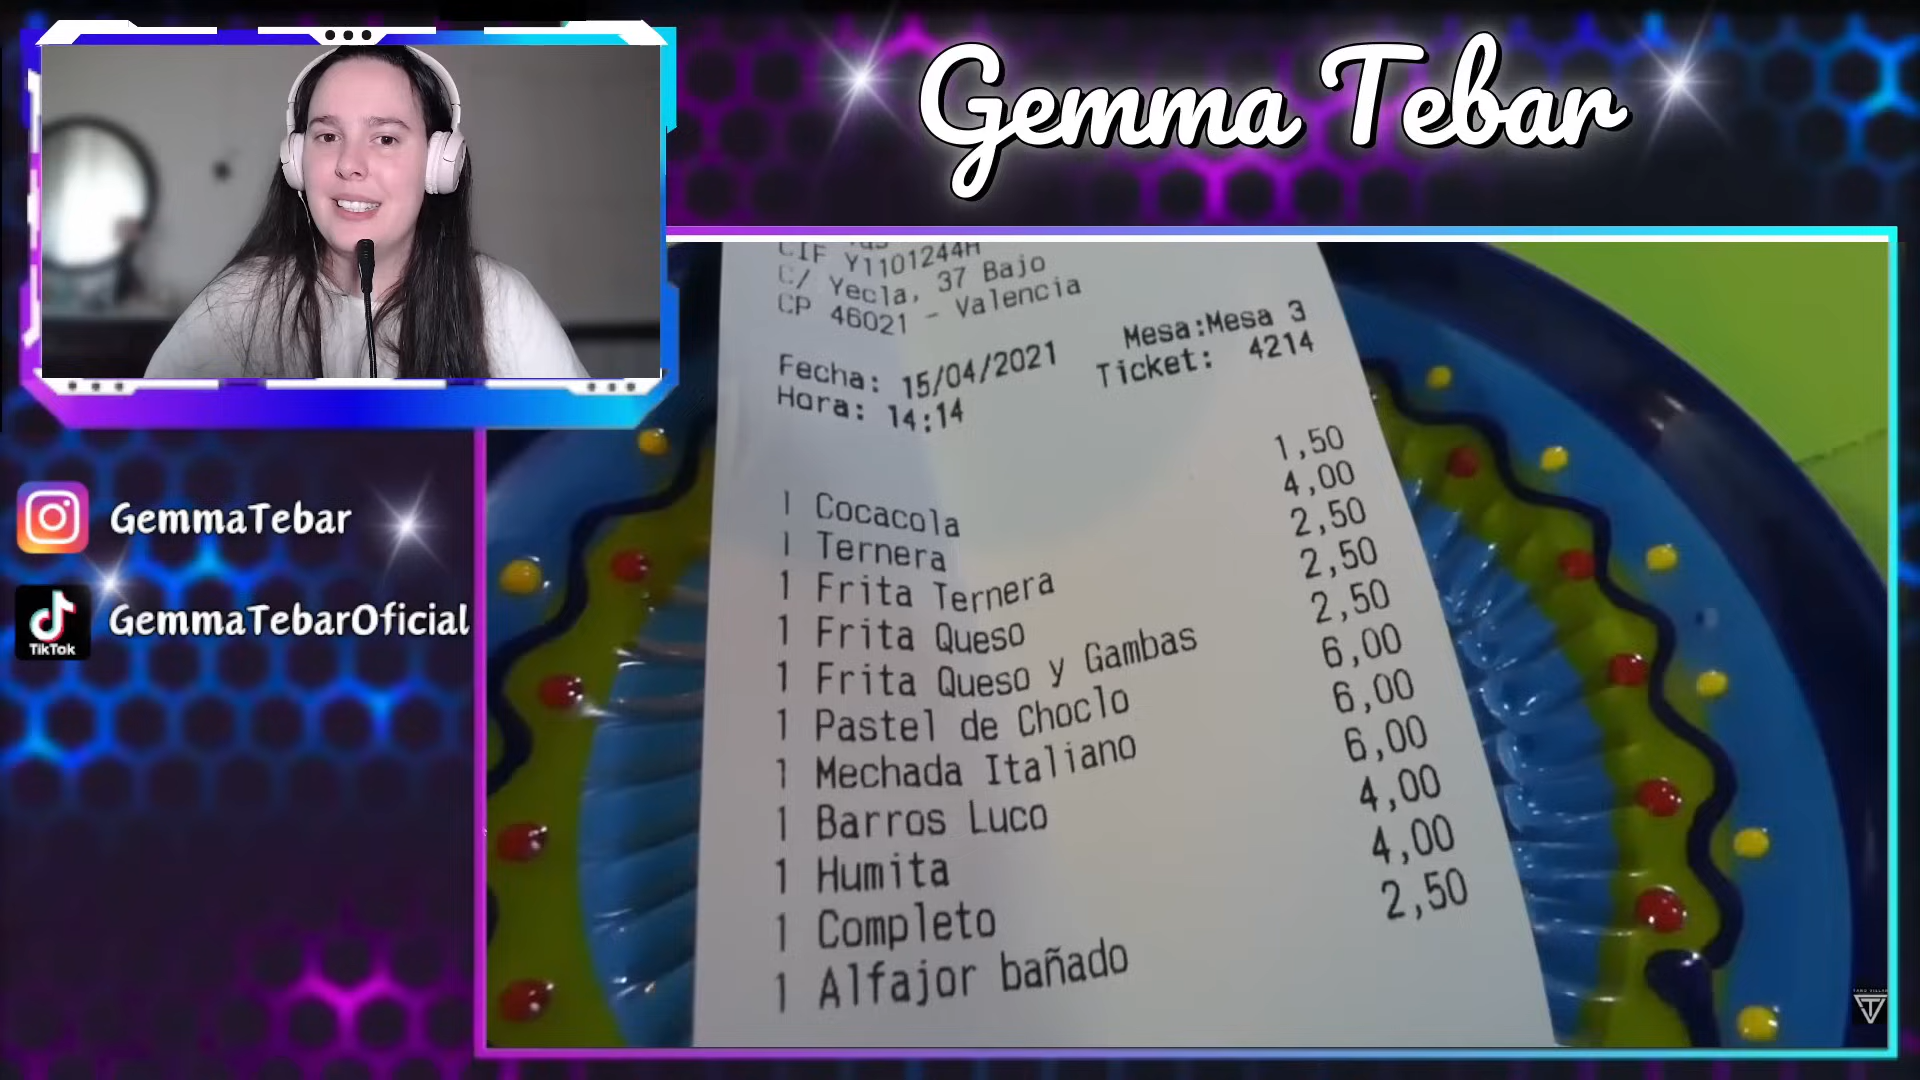 Gemma Tebar
GemmaTebar
TikTok
GemmaTebarOficial
CIF Y1101244H
C/ Yecla, 37 Bajo
CP 46021 - Valencia
Mesa:Mesa 3
Fecha: 15/04/2021 Ticket: 4214
Hora: 14:14
1 Cocacola 1,50
1 Ternera 4,00
1 Frita Ternera 2,50
1 Frita Queso 2,50
1 Frita Queso y Gambas 2,50
1 Pastel de Choclo 6,00
1 Mechada Italiano 6,00
1 Barros Luco 6,00
1 Humita 4,00
1 Completo 4,00
1 Alfajor bañado 2,50